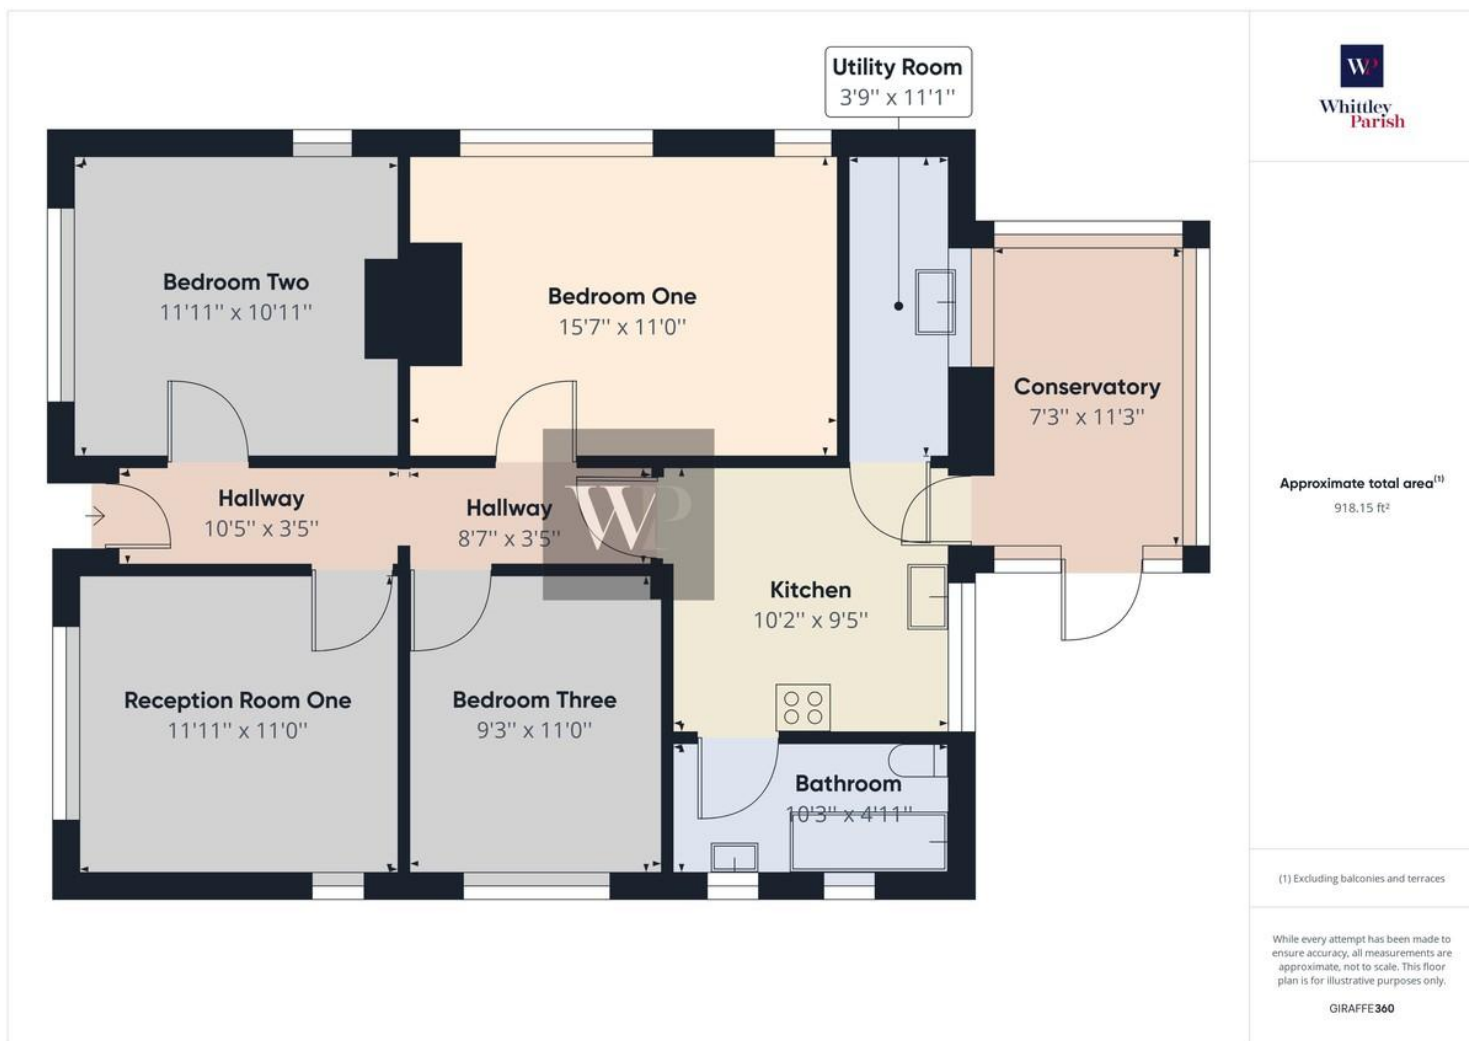 Utility Room
3'9'' x 11'1''
Bedroom Two
11'11'' x 10'11''
Bedroom One
15'7'' x 11'0''
Conservatory
7'3'' x 11'3''
Hallway
10'5'' x 3'5''
Hallway
8'7'' x 3'5''
WP
Kitchen
10'2'' x 9'5''
Reception Room One
11'11'' x 11'0''
Bedroom Three
9'3'' x 11'0''
Bathroom
10'3'' x 4'11''
WP
Whittley
Parish
Approximate total area(1)
918.15 ft²
(1) Excluding balconies and terraces
While every attempt has been made to
ensure accuracy, all measurements are
approximate, not to scale. This floor
plan is for illustrative purposes only.
GIRAFFE360